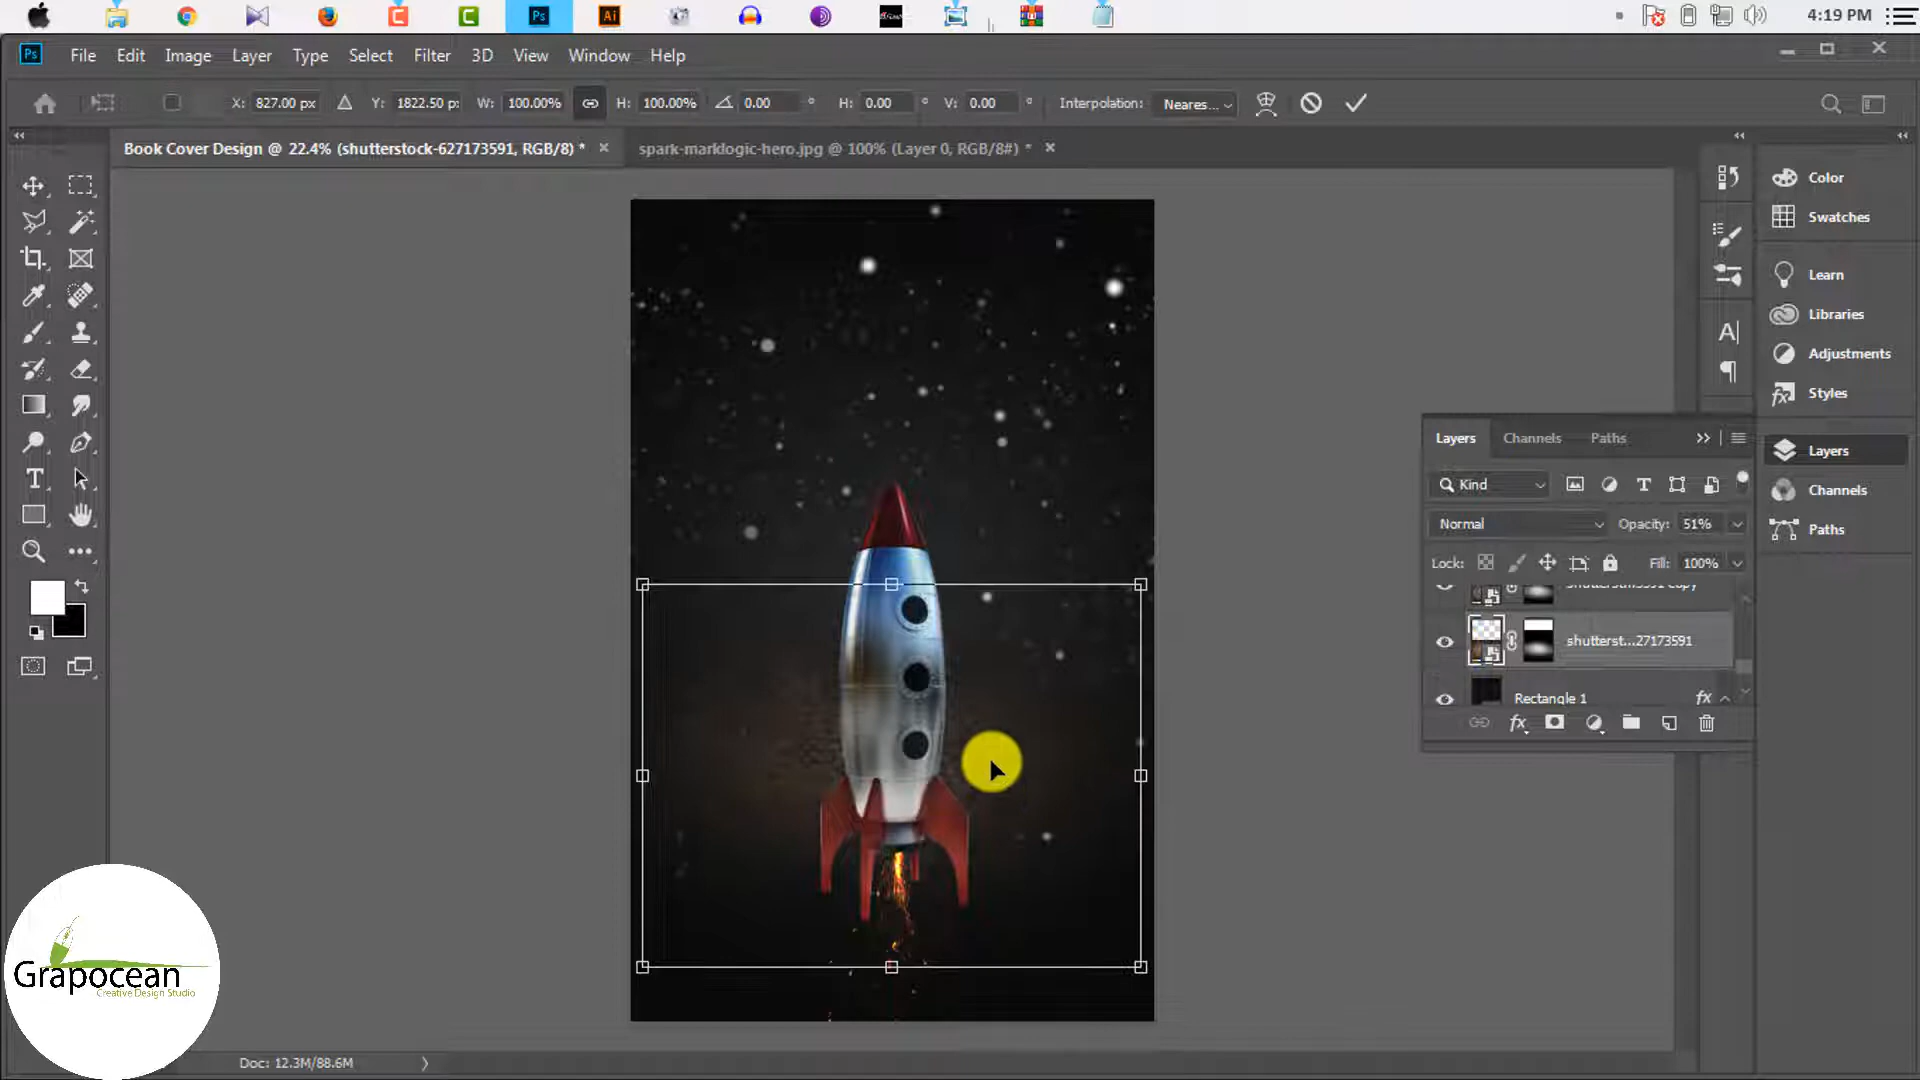 4:19 PM
Ps File Edit Image Layer Type Select Filter 3D View Window Help
X: 827.00 px Y: 1822.50 p: W: 100.00% H: 100.00% 0.00 ° H: 0.00 ° V: 0.00 ° Interpolation: Neares...
Book Cover Design @ 22.4% (shutterstock-627173591, RGB/8) * spark-marklogic-hero.jpg @ 100% (Layer 0, RGB/8#) *
Color
Swatches
Learn
Libraries
Adjustments
Styles
Layers
Channels
Paths
Layers Channels Paths
Kind
Normal Opacity: 51%
Lock: Fill: 100%
shutterst...27173591
Rectangle 1 fx
Grapocean
Creative Design Studio
Doc: 12.3M/88.6M